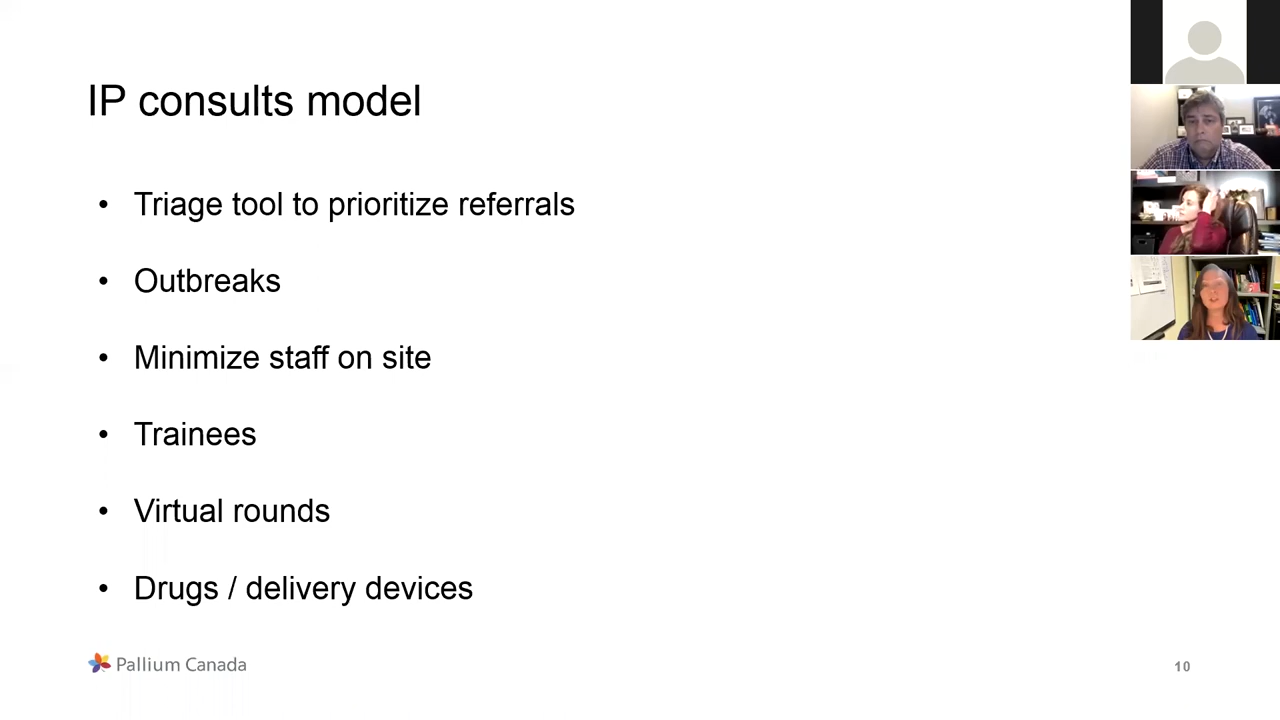 IP consults model
• Triage tool to prioritize referrals
• Outbreaks
• Minimize staff on site
• Trainees
• Virtual rounds
• Drugs / delivery devices
Pallium Canada
10